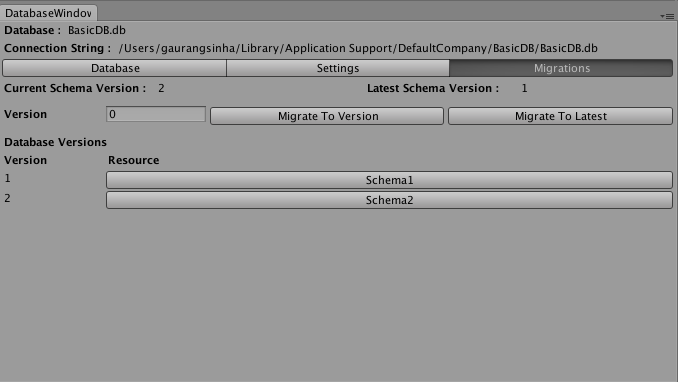 DatabaseWindow
Database : BasicDB.db
Connection String : /Users/gaurangsinha/Library/Application Support/DefaultCompany/BasicDB/BasicDB.db
Database Settings Migrations
Current Schema Version : 2 Latest Schema Version : 1
Version 0 Migrate To Version Migrate To Latest
Database Versions
Version Resource
1 Schema1
2 Schema2